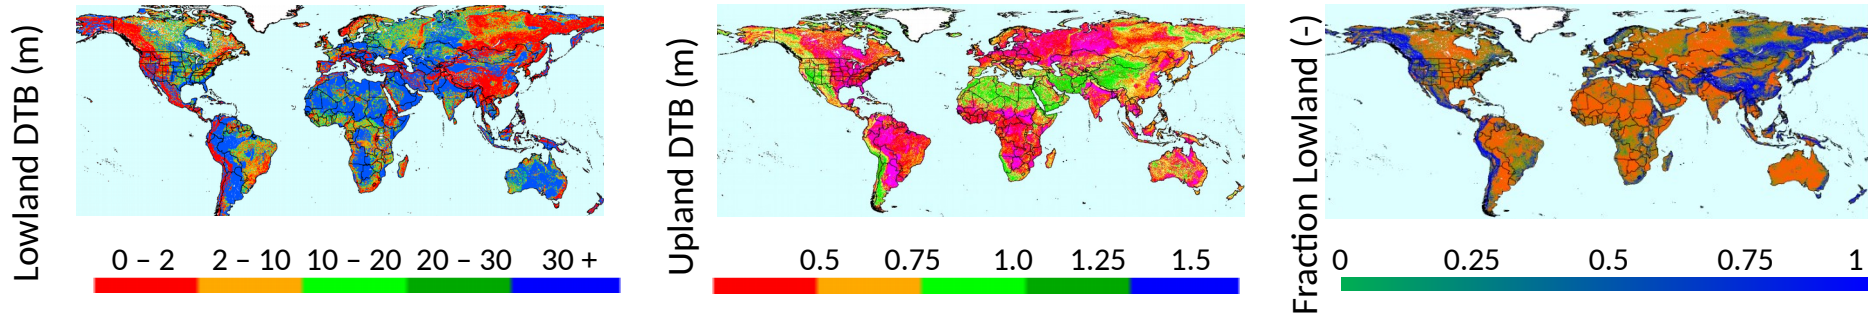 Lowland DTB (m)
0 – 2 2 – 10 10 – 20 20 – 30 30 +
Upland DTB (m)
0.5 0.75 1.0 1.25 1.5
Fraction Lowland (-)
0 0.25 0.5 0.75 1